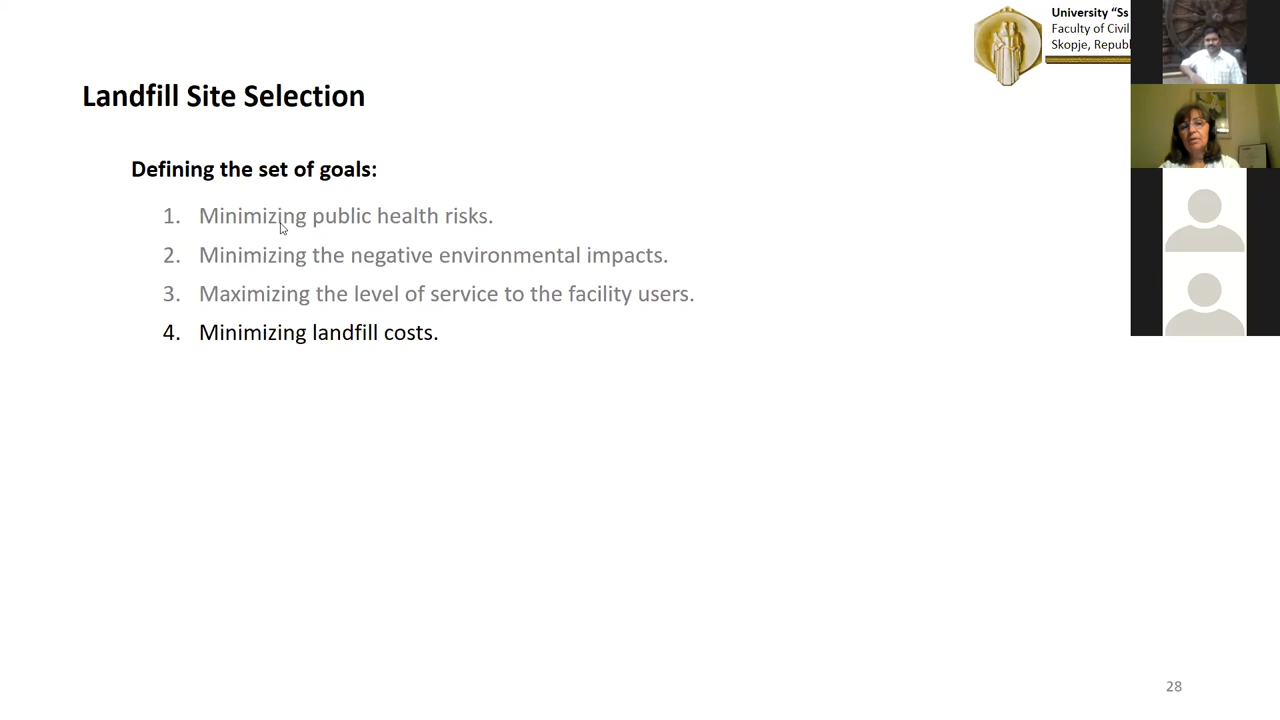 University “Ss
Faculty of Civil
Skopje, Republ
Landfill Site Selection
Defining the set of goals:
1. Minimizing public health risks.
2. Minimizing the negative environmental impacts.
3. Maximizing the level of service to the facility users.
4. Minimizing landfill costs.
28